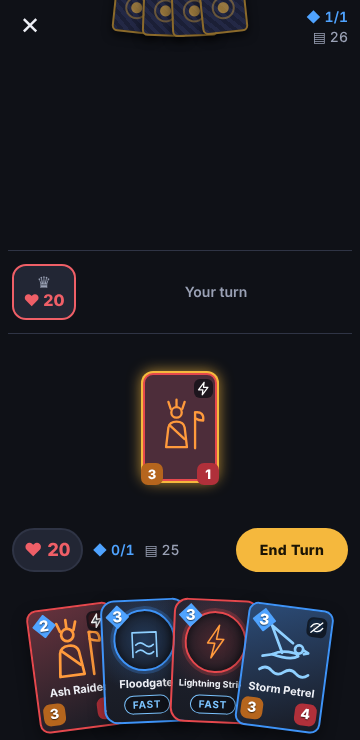 1/1
26
20
Your turn
3 1
20 0/1 25 End Turn
2
3
3
3
Ash Raide
Floodgate
Lightning Stri
Storm Petrel
FAST
FAST
3
3
4